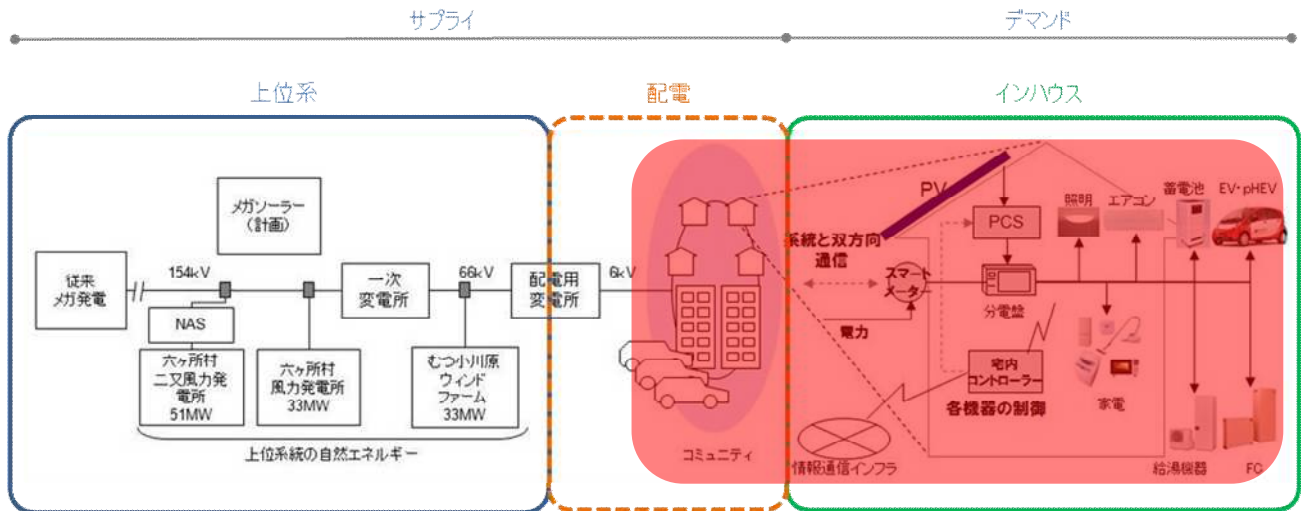 サプライ
デマンド
上位系
配電
インハウス
メガソーラー
(計画)
従来
メガ発電
154kV
一次
変電所
66kV
配電用
変電所
6kV
NAS
六ヶ所村
二又風力発
電所
51MW
六ヶ所村
風力発電所
33MW
むつ小川原
ウィンド
ファーム
33MW
上位系統の自然エネルギー
コミュニティ
PV
PCS
照明
エアコン
蓄電池
EV・pHEV
系統と双方向
通信
スマート
メータ
分電盤
電力
宅内
コントローラー
各機器の制御
家電
情報通信インフラ
給湯機器
FC